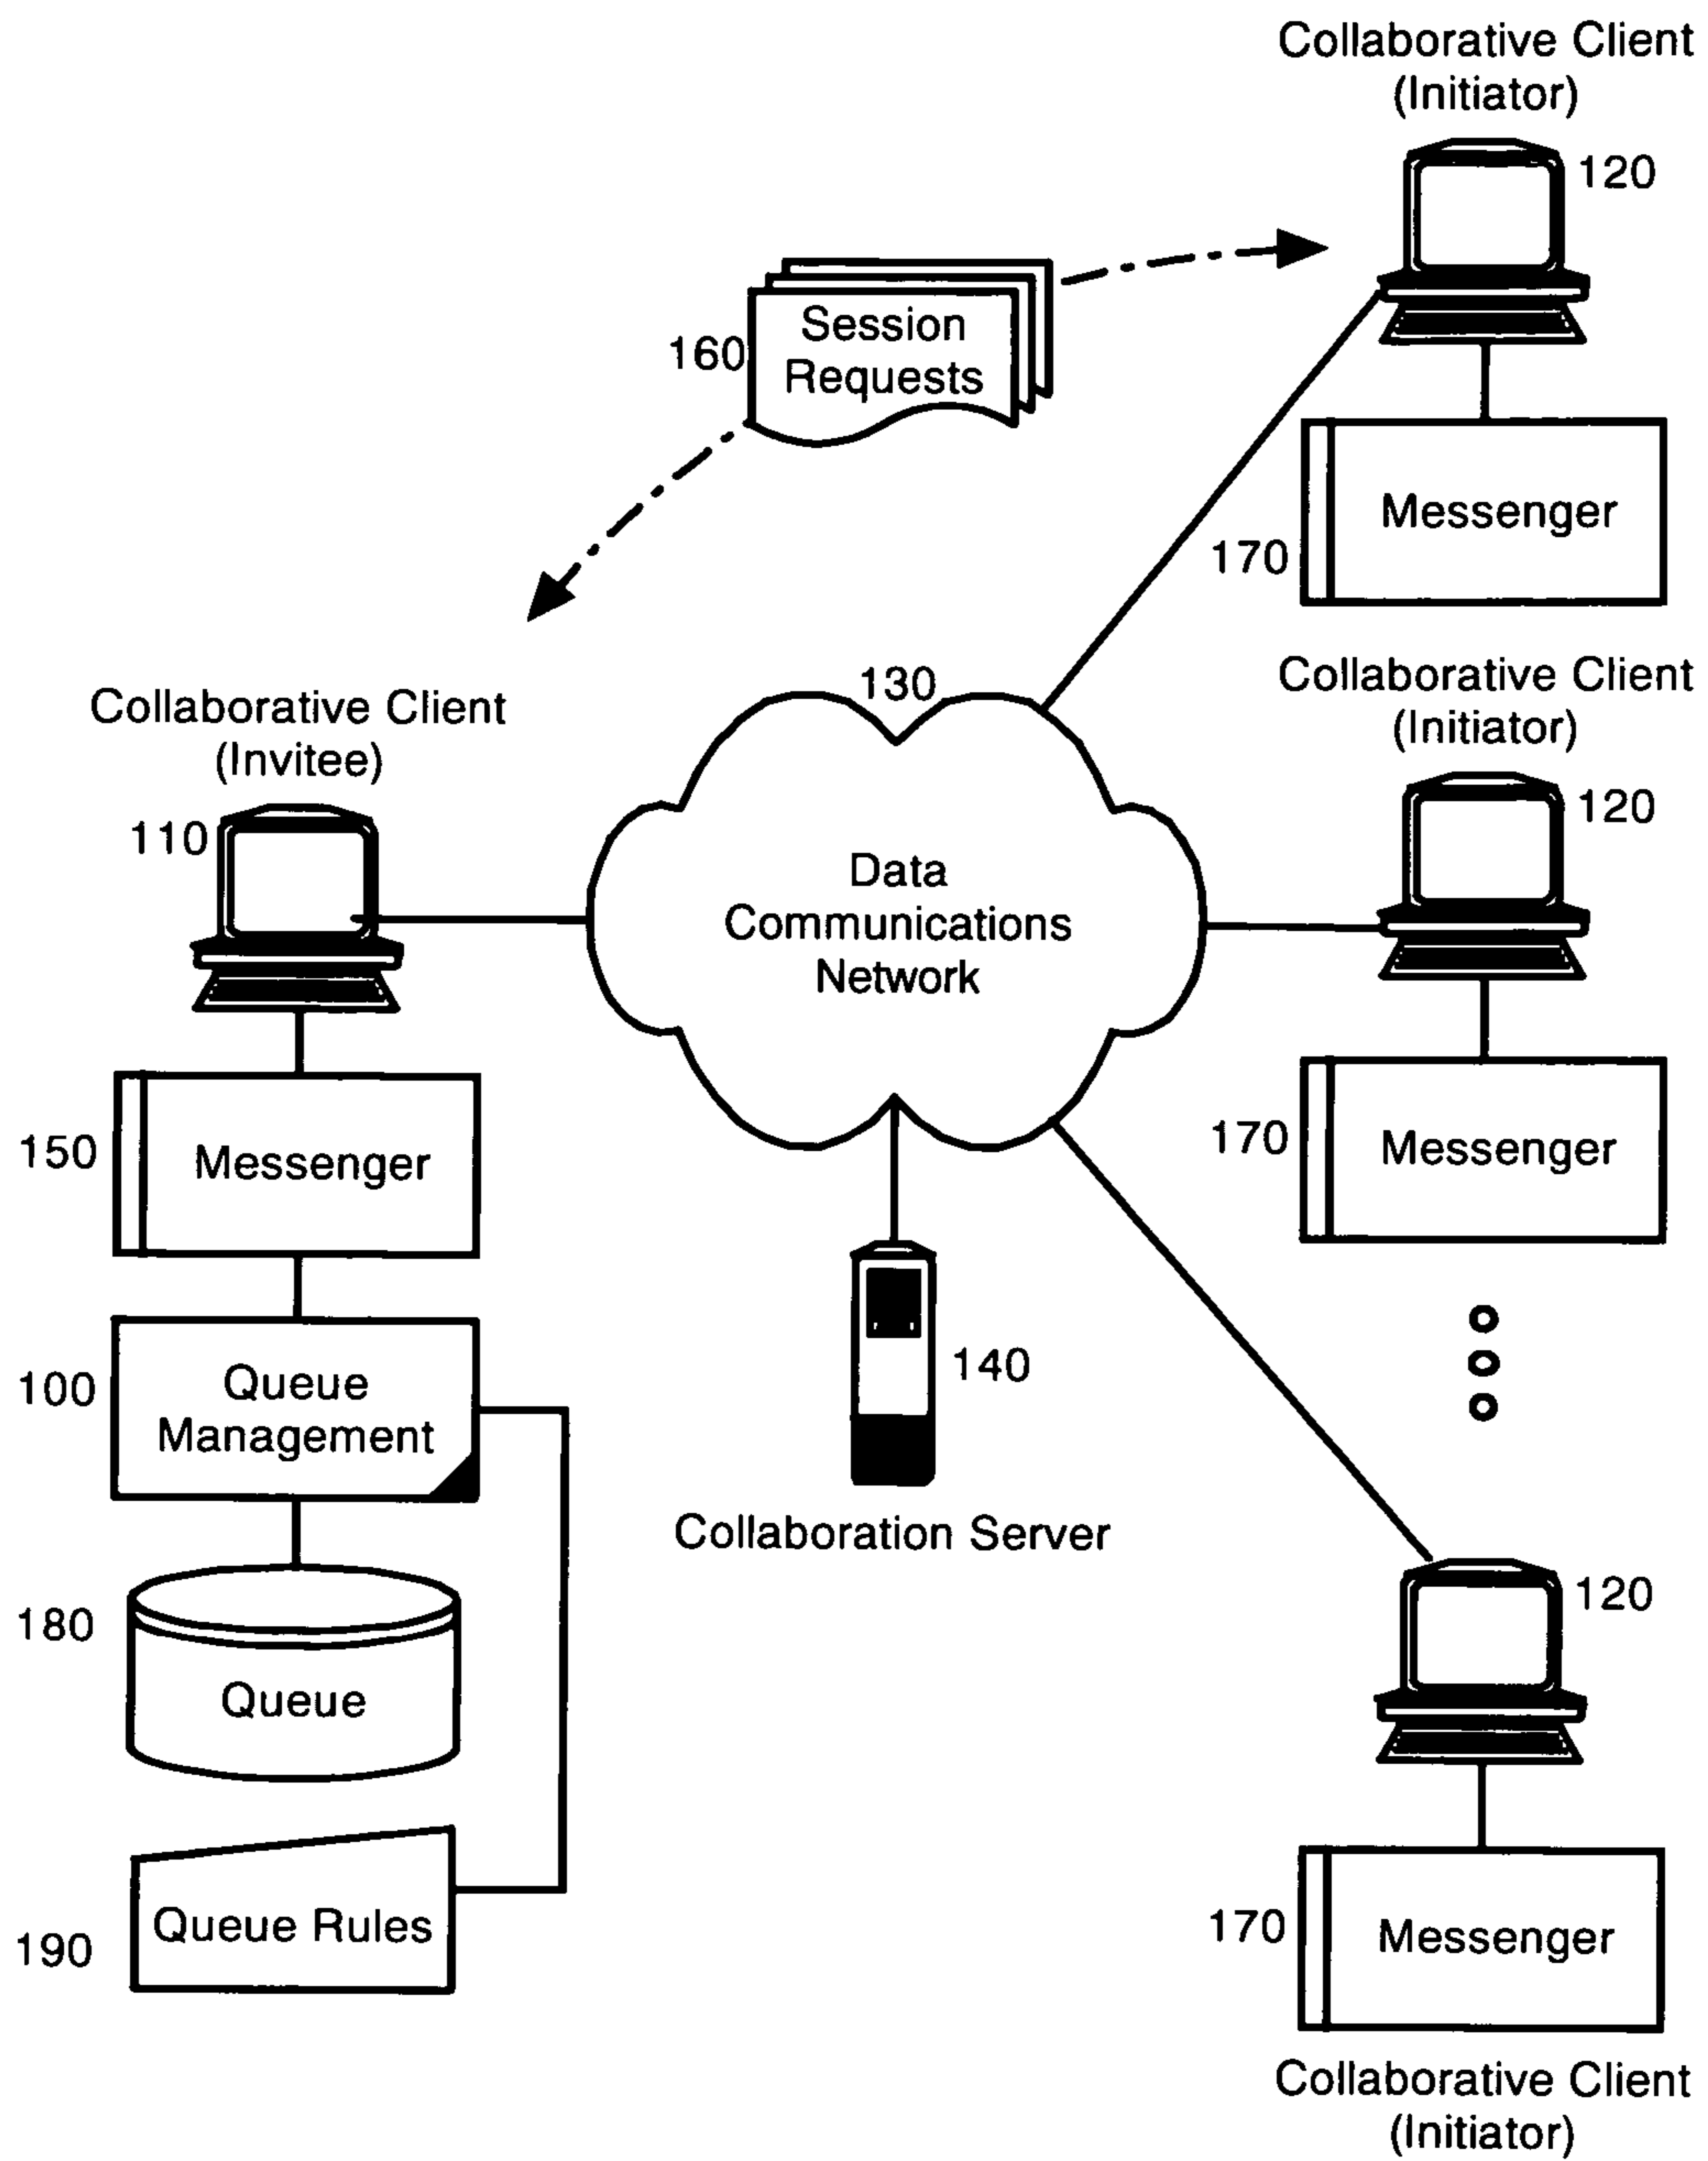 Collaborative Client
(Initiator)
120
Session
Requests
160
Messenger
170
Collaborative Client
(Initiator)
120
130
Collaborative Client
(Invitee)
110
Data
Communications
Network
Messenger
170
150
Messenger
100
Queue
Management
140
Collaboration Server
120
180
Queue
190
Queue Rules
170
Messenger
Collaborative Client
(Initiator)